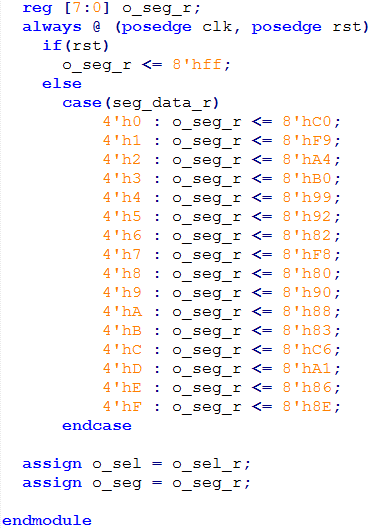 reg [7:0] o_seg_r;
always @ (posedge clk, posedge rst)
if(rst)
o_seg_r <= 8'hff;
else
case(seg_data_r)
4'h0 : o_seg_r <= 8'hC0;
4'h1 : o_seg_r <= 8'hF9;
4'h2 : o_seg_r <= 8'hA4;
4'h3 : o_seg_r <= 8'hB0;
4'h4 : o_seg_r <= 8'h99;
4'h5 : o_seg_r <= 8'h92;
4'h6 : o_seg_r <= 8'h82;
4'h7 : o_seg_r <= 8'hF8;
4'h8 : o_seg_r <= 8'h80;
4'h9 : o_seg_r <= 8'h90;
4'hA : o_seg_r <= 8'h88;
4'hB : o_seg_r <= 8'h83;
4'hC : o_seg_r <= 8'hC6;
4'hD : o_seg_r <= 8'hA1;
4'hE : o_seg_r <= 8'h86;
4'hF : o_seg_r <= 8'h8E;
endcase
assign o_sel = o_sel_r;
assign o_seg = o_seg_r;
endmodule